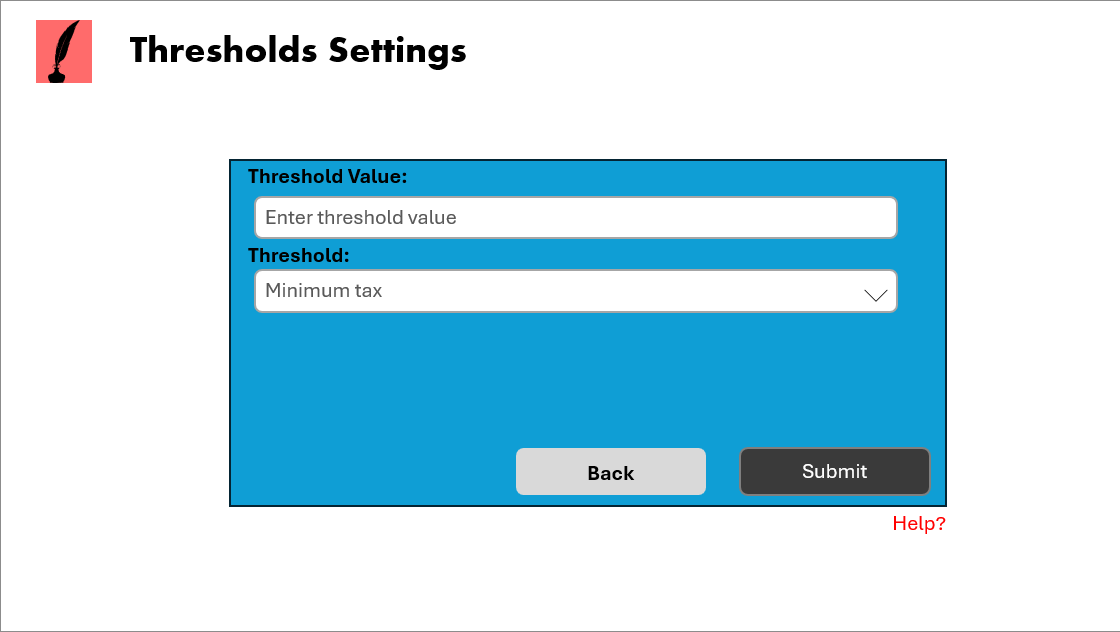 Thresholds Settings
Threshold Value:
Enter threshold value
Threshold:
Minimum tax
Back
Submit
Help?